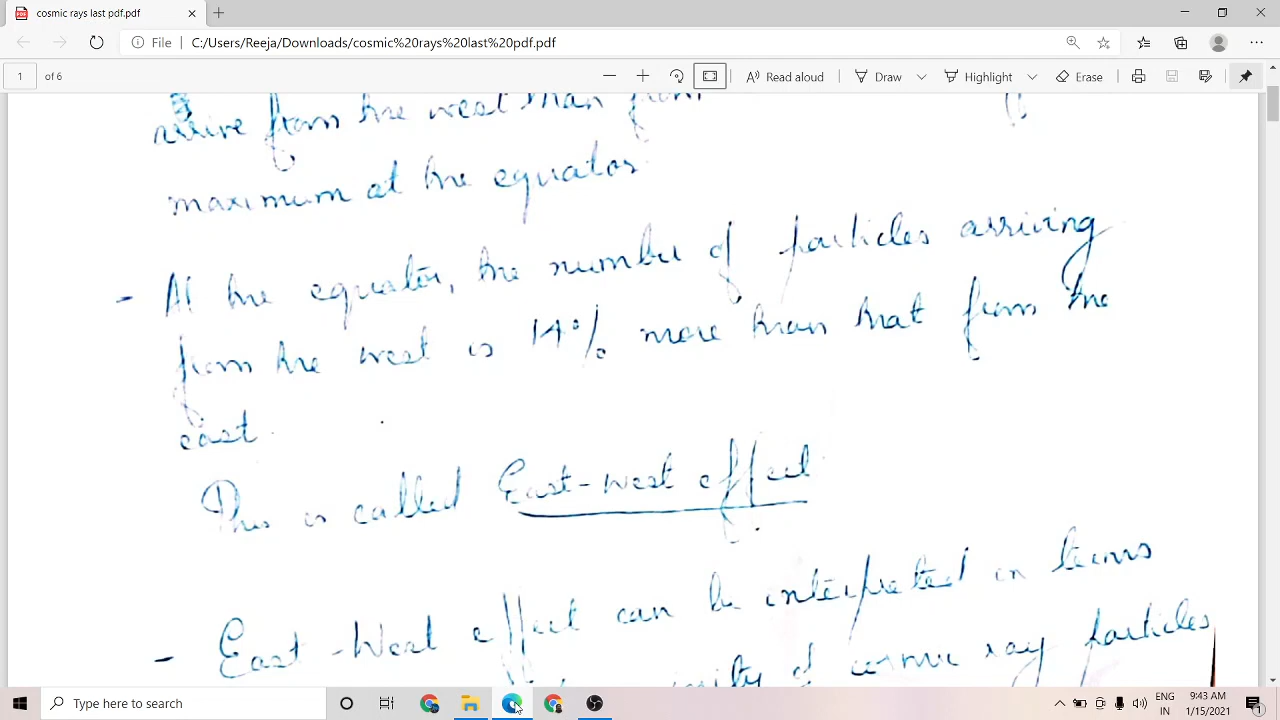 cosmic rays last pdf.pdf
File C:/Users/Reeja/Downloads/cosmic%20rays%20last%20pdf.pdf
1 of 6 Read aloud Draw Highlight Erase
arrive from the west than from
maximum at the equator
- At the equator, the number of particles arriving
from the west is 14% more than that from the
east.
This is called East-west effect
- East-West effect can be interpreted in terms
of cosmic ray particles
Type here to search
ENG 9:43 AM
IN 1/15/2021